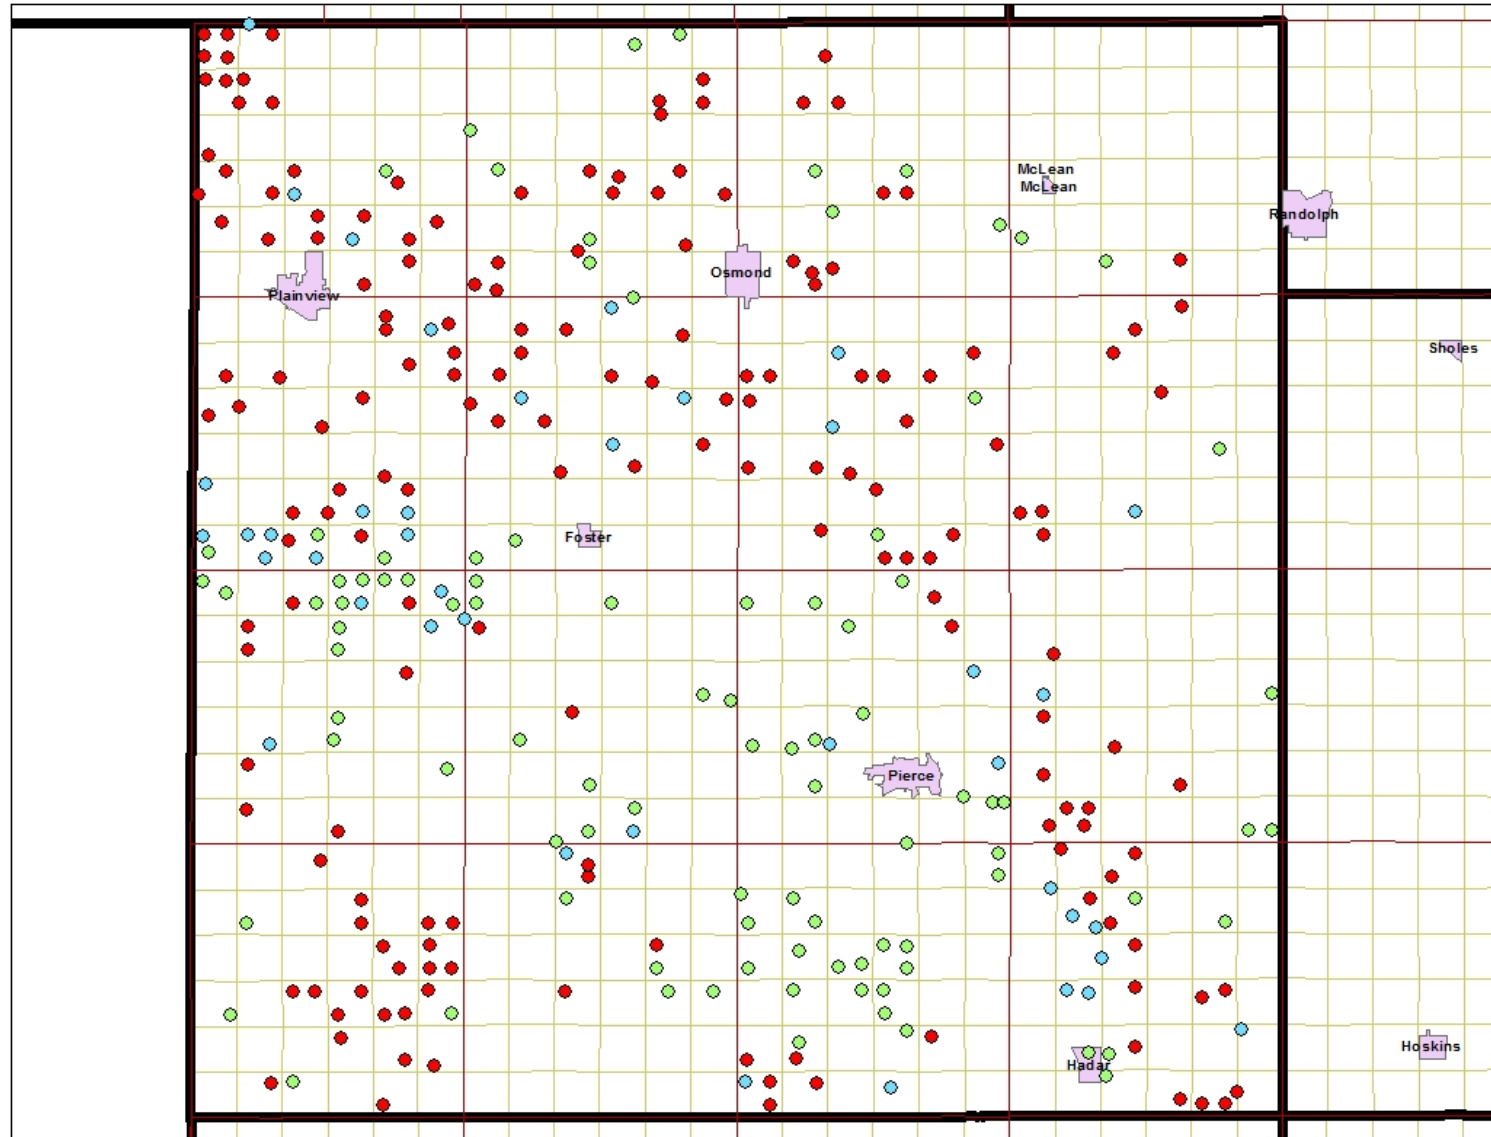 McLean
McLean
Randolph
Osmond
Plainview
Sholes
Foster
Pierce
Hoskins
Hadar